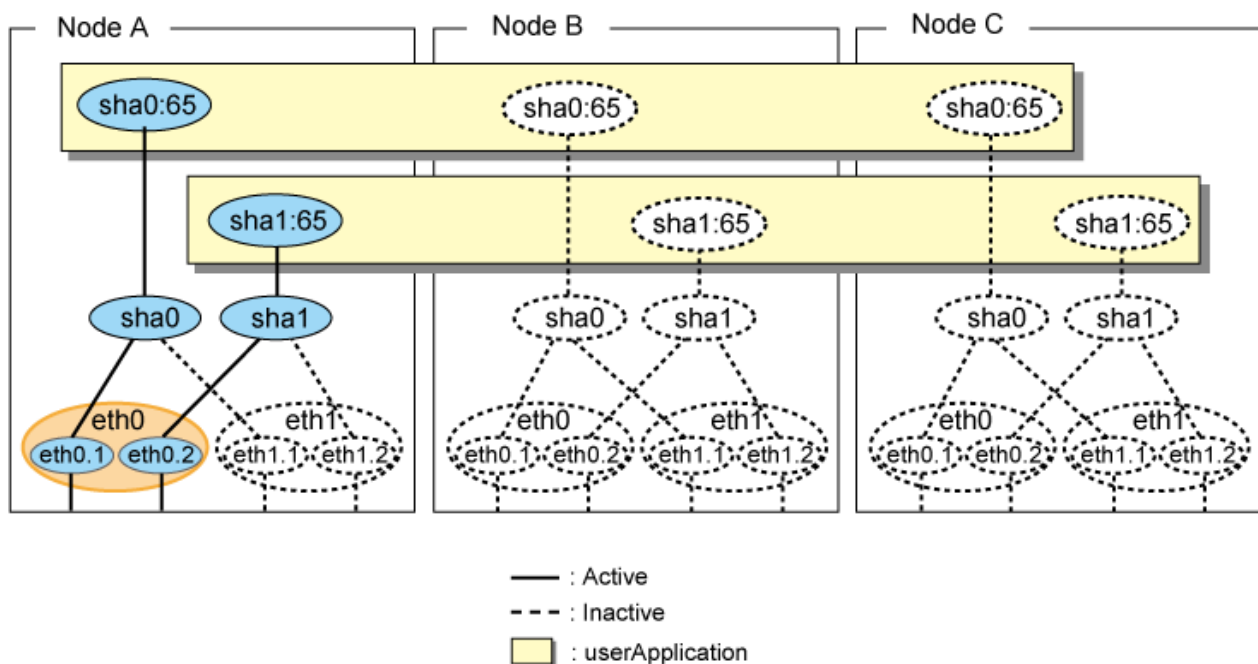 Node A
Node B
Node C
sha0:65
sha0:65
sha0:65
sha1:65
sha1:65
sha1:65
sha0
sha1
sha0
sha1
sha0
sha1
eth0
eth1
eth0
eth1
eth0
eth1
eth0.1
eth0.2
eth1.1
eth1.2
eth0.1
eth0.2
eth1.1
eth1.2
eth0.1
eth0.2
eth1.1
eth1.2
: Active
: Inactive
: userApplication